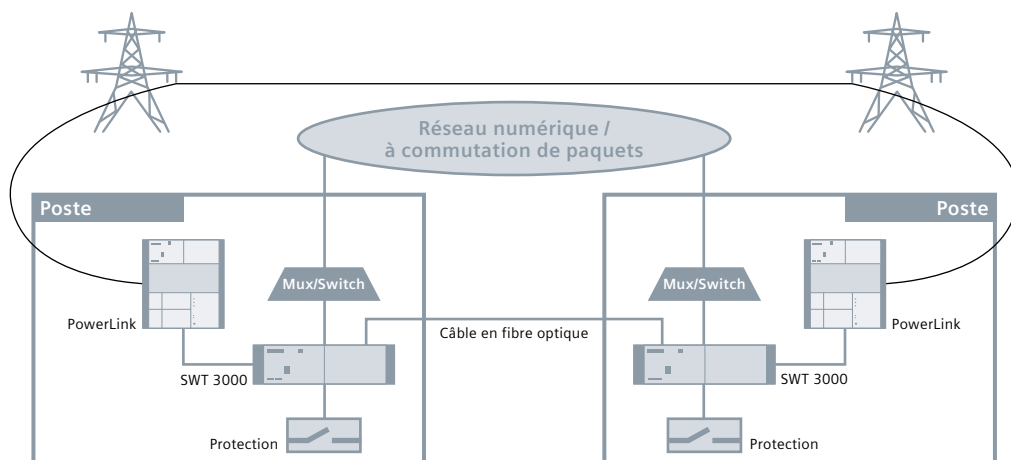 Réseau numérique /
à commutation de paquets
Poste
Poste
Mux/Switch
Mux/Switch
PowerLink
Câble en fibre optique
PowerLink
SWT 3000
SWT 3000
Protection
Protection